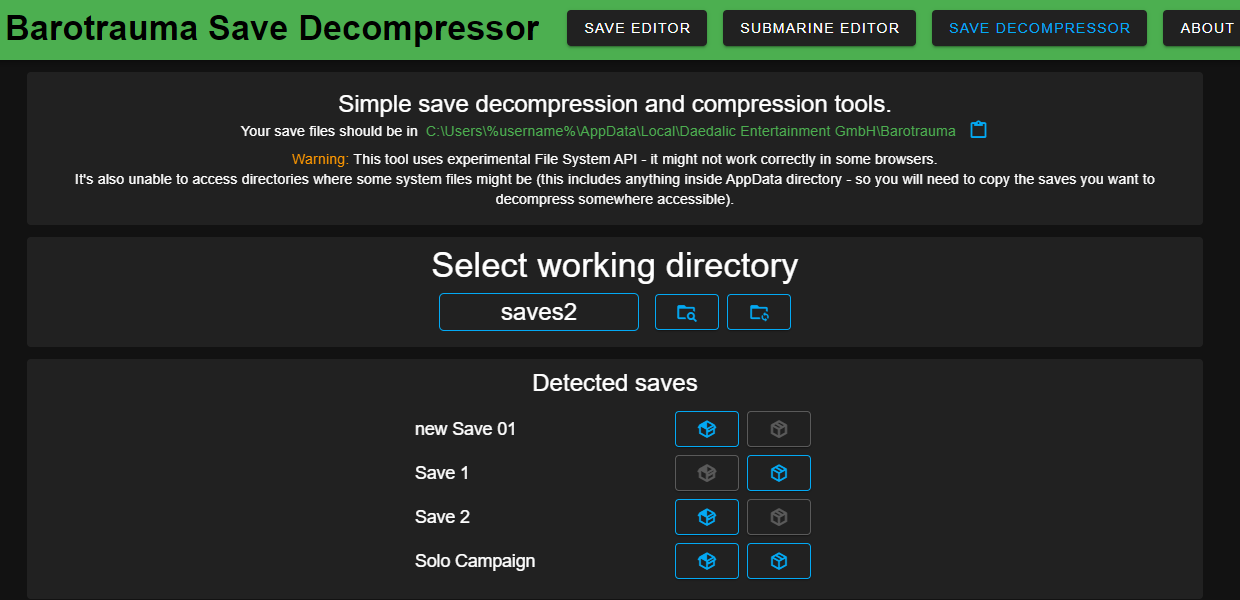 Barotrauma Save Decompressor
SAVE EDITOR
SUBMARINE EDITOR
SAVE DECOMPRESSOR
ABOUT
Simple save decompression and compression tools.
Your save files should be in C:\Users\%username%\AppData\Local\Daedalic Entertainment GmbH\Barotrauma
Warning: This tool uses experimental File System API - it might not work correctly in some browsers.
It's also unable to access directories where some system files might be (this includes anything inside AppData directory - so you will need to copy the saves you want to
decompress somewhere accessible).
Select working directory
saves2
Detected saves
new Save 01
Save 1
Save 2
Solo Campaign